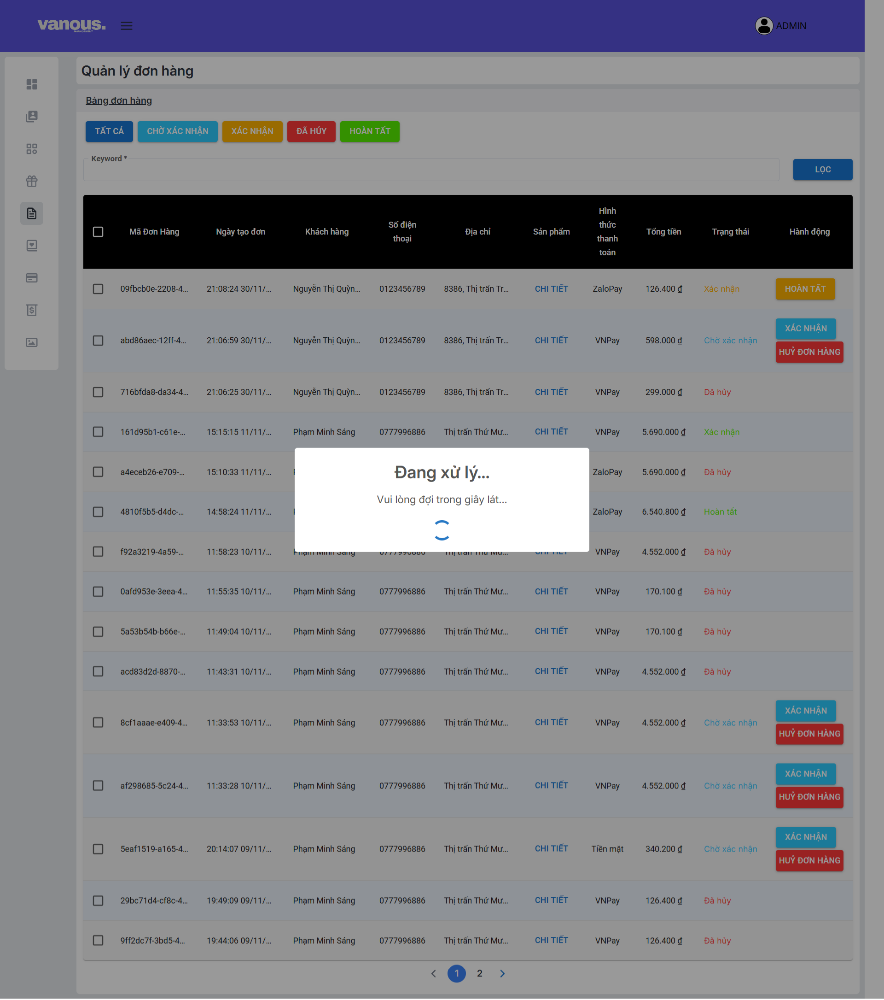 vanous.
MANAGEMENT
ADMIN
Quản lý đơn hàng
Bảng đơn hàng
TẤT CẢ CHỜ XÁC NHẬN XÁC NHẬN ĐÃ HỦY HOÀN TẤT
Keyword *
LỌC
Mã Đơn Hàng Ngày tạo đơn Khách hàng Số điện thoại Địa chỉ Sản phẩm Hình thức thanh toán Tổng tiền Trạng thái Hành động
09fbcb0e-2208-4... 21:08:24 30/11/... Nguyễn Thị Quỳn... 0123456789 8386, Thị trấn Tr... CHI TIẾT ZaloPay 126.400 ₫ Xác nhận HOÀN TẤT
abd86aec-12ff-4... 21:06:59 30/11/... Nguyễn Thị Quỳn... 0123456789 8386, Thị trấn Tr... CHI TIẾT VNPay 598.000 ₫ Chờ xác nhận XÁC NHẬN HUỶ ĐƠN HÀNG
716bfda8-da34-4... 21:06:25 30/11/... Nguyễn Thị Quỳn... 0123456789 8386, Thị trấn Tr... CHI TIẾT VNPay 299.000 ₫ Đã hủy
161d95b1-c61e-... 15:15:15 11/11/... Phạm Minh Sáng 0777996886 Thị trấn Thứ Mư... CHI TIẾT VNPay 5.690.000 ₫ Xác nhận
a4eceb26-e709-... 15:10:33 11/11/... ZaloPay 5.690.000 ₫ Đã hủy
Đang xử lý...
Vui lòng đợi trong giây lát...
4810f5b5-d4dc-... 14:58:24 11/11/... ZaloPay 6.540.800 ₫ Hoàn tất
f92a3219-4a59-... 11:58:23 10/11/... Phạm Minh Sáng 0777996886 Thị trấn Thứ Mư... CHI TIẾT VNPay 4.552.000 ₫ Đã hủy
0afd953e-3eea-4... 11:55:35 10/11/... Phạm Minh Sáng 0777996886 Thị trấn Thứ Mư... CHI TIẾT VNPay 170.100 ₫ Đã hủy
5a53b54b-b66e-... 11:49:04 10/11/... Phạm Minh Sáng 0777996886 Thị trấn Thứ Mư... CHI TIẾT VNPay 170.100 ₫ Đã hủy
acd83d2d-8870-... 11:43:31 10/11/... Phạm Minh Sáng 0777996886 Thị trấn Thứ Mư... CHI TIẾT VNPay 4.552.000 ₫ Đã hủy
8cf1aaae-e409-4... 11:33:53 10/11/... Phạm Minh Sáng 0777996886 Thị trấn Thứ Mư... CHI TIẾT VNPay 4.552.000 ₫ Chờ xác nhận XÁC NHẬN HUỶ ĐƠN HÀNG
af298685-5c24-4... 11:33:28 10/11/... Phạm Minh Sáng 0777996886 Thị trấn Thứ Mư... CHI TIẾT VNPay 4.552.000 ₫ Chờ xác nhận XÁC NHẬN HUỶ ĐƠN HÀNG
5eaf1519-a165-4... 20:14:07 09/11/... Phạm Minh Sáng 0777996886 Thị trấn Thứ Mư... CHI TIẾT Tiền mặt 340.200 ₫ Chờ xác nhận XÁC NHẬN HUỶ ĐƠN HÀNG
29bc71d4-cf8c-4... 19:49:09 09/11/... Phạm Minh Sáng 0777996886 Thị trấn Thứ Mư... CHI TIẾT VNPay 126.400 ₫ Đã hủy
9ff2dc7f-3bd5-4... 19:44:06 09/11/... Phạm Minh Sáng 0777996886 Thị trấn Thứ Mư... CHI TIẾT VNPay 126.400 ₫ Đã hủy
1 2